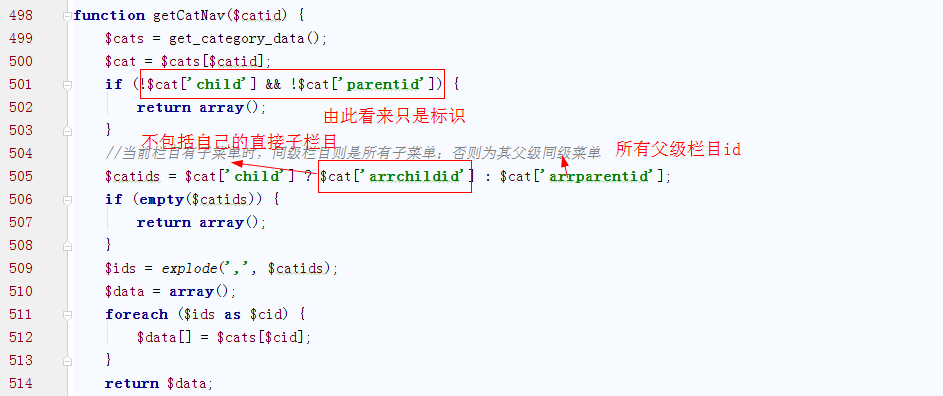 498 function getCatNav($catid) {
499 $cats = get_category_data();
500 $cat = $cats[$catid];
501 if (!$cat['child'] && !$cat['parentid']) {
502 return array();
由此看来只是标识
503 }
不包括自己的直接子栏目
所有父级栏目id
504 //当前栏目有子菜单时，同级栏目则是所有子菜单；否则为其父级同级菜单
505 $catids = $cat['child'] ? $cat['arrchildid'] : $cat['arrparentid'];
506 if (empty($catids)) {
507 return array();
508 }
509 $ids = explode(',', $catids);
510 $data = array();
511 foreach ($ids as $cid) {
512 $data[] = $cats[$cid];
513 }
514 return $data;